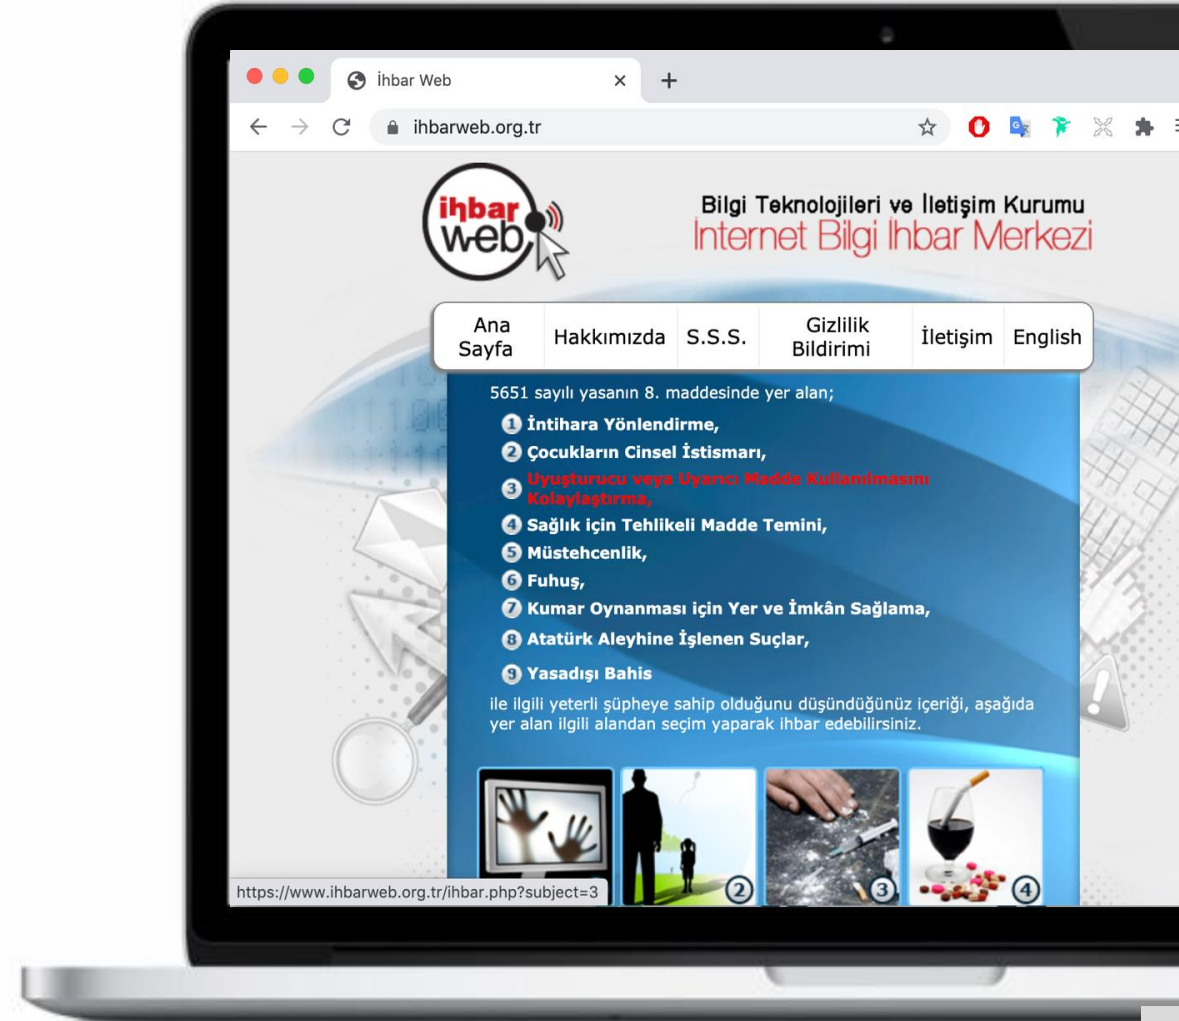 İhbar Web
ihbarweb.org.tr
ihbar
web
Bilgi Teknolojileri ve İletişim Kurumu
İnternet Bilgi İhbar Merkezi
Ana
Sayfa
Hakkımızda
S.S.S.
Gizlilik
Bildirimi
İletişim
English
5651 sayılı yasanın 8. maddesinde yer alan;
1 İntihara Yönlendirme,
2 Çocukların Cinsel İstismarı,
3 Uyuşturucu veya Uyarıcı Madde Kullanılmasını
Kolaylaştırma,
4 Sağlık için Tehlikeli Madde Temini,
5 Müstehcenlik,
6 Fuhuş,
7 Kumar Oynanması için Yer ve İmkân Sağlama,
8 Atatürk Aleyhine İşlenen Suçlar,
9 Yasadışı Bahis
ile ilgili yeterli şüpheye sahip olduğunu düşündüğünüz içeriği, aşağıda
yer alan ilgili alandan seçim yaparak ihbar edebilirsiniz.
2
3
4
https://www.ihbarweb.org.tr/ihbar.php?subject=3